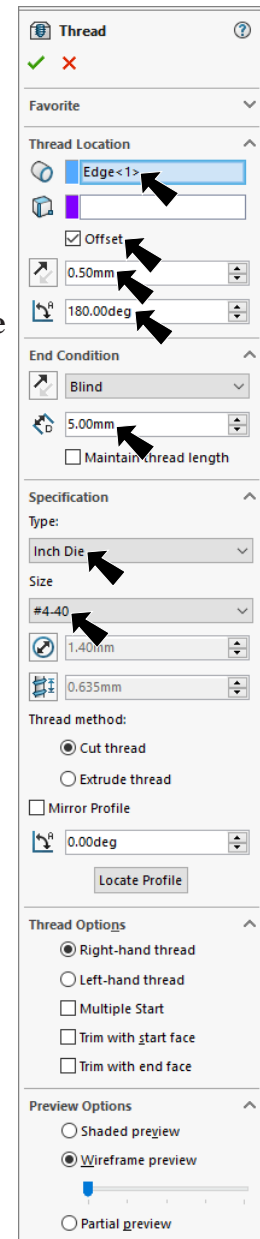 Thread
Favorite
Thread Location
Edge<1>
Offset
0.50mm
e
A
180.00deg
End Condition
Blind
D
5.00mm
Maintain thread length
Specification
Type:
Inch Die
Size
#4-40
1.40mm
0.635mm
Thread method:
Cut thread
Extrude thread
Mirror Profile
A
0.00deg
Locate Profile
Thread Options
Right-hand thread
Left-hand thread
Multiple Start
Trim with start face
Trim with end face
Preview Options
Shaded preview
Wireframe preview
Partial preview